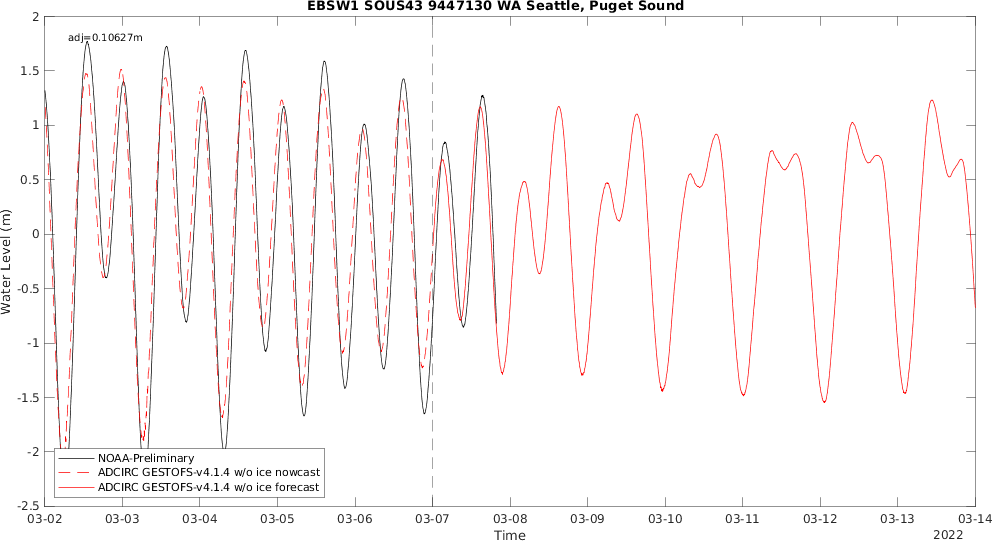 EBSW1 SOUS43 9447130 WA Seattle, Puget Sound
adj=0.10627m
2
1.5
1
0.5
0
-0.5
-1
-1.5
-2
-2.5
Water Level (m)
NOAA-Preliminary
ADCIRC GESTOFS-v4.1.4 w/o ice nowcast
ADCIRC GESTOFS-v4.1.4 w/o ice forecast
03-02 03-03 03-04 03-05 03-06 03-07 03-08 03-09 03-10 03-11 03-12 03-13 03-14
Time
2022